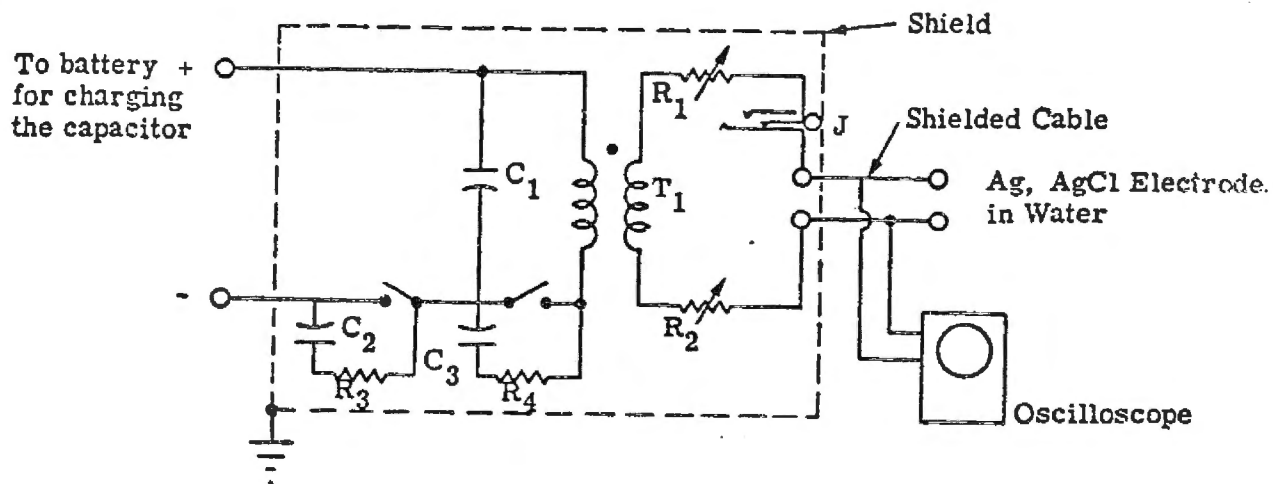 Shield
To battery +
for charging
the capacitor
R1
J
Shielded Cable
C1
T1
Ag, AgCl Electrode.
in Water
-
C2
R3
C3
R4
R2
Oscilloscope